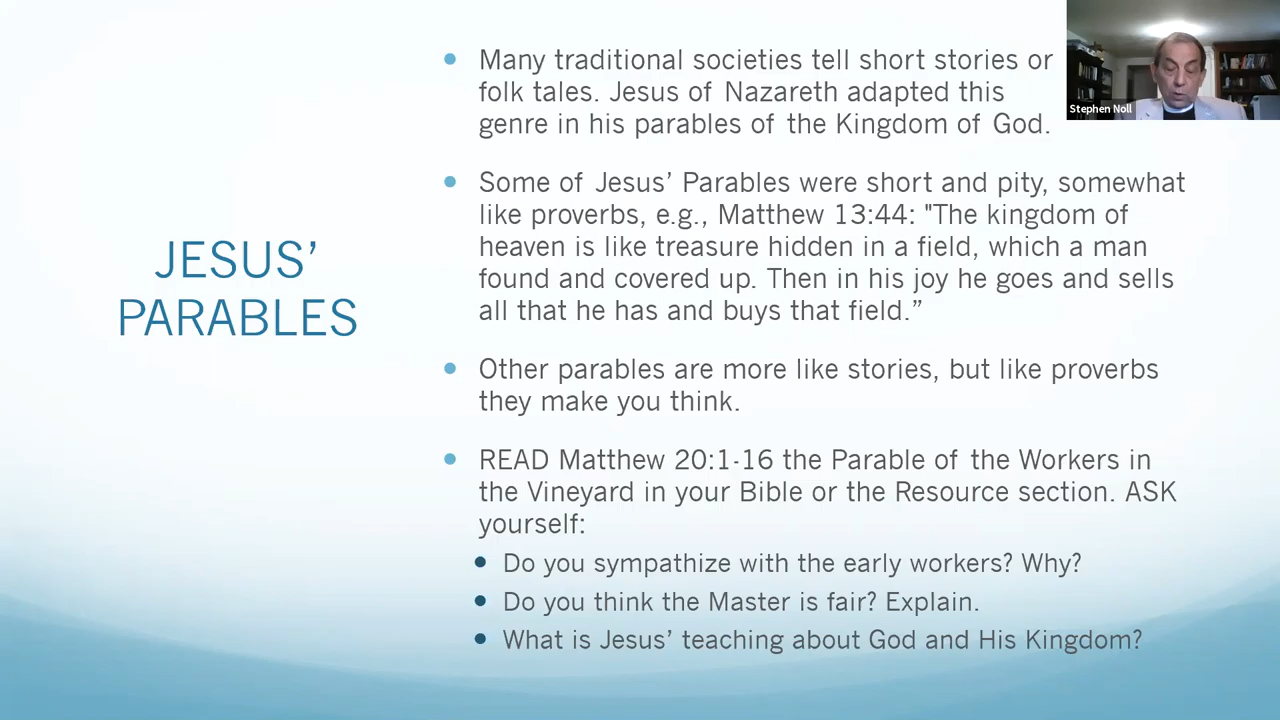 JESUS’
PARABLES
• Many traditional societies tell short stories or
folk tales. Jesus of Nazareth adapted this
genre in his parables of the Kingdom of God.
• Some of Jesus’ Parables were short and pity, somewhat
like proverbs, e.g., Matthew 13:44: "The kingdom of
heaven is like treasure hidden in a field, which a man
found and covered up. Then in his joy he goes and sells
all that he has and buys that field.”
• Other parables are more like stories, but like proverbs
they make you think.
• READ Matthew 20:1-16 the Parable of the Workers in
the Vineyard in your Bible or the Resource section. ASK
yourself:
• Do you sympathize with the early workers? Why?
• Do you think the Master is fair? Explain.
• What is Jesus’ teaching about God and His Kingdom?
Stephen Noll